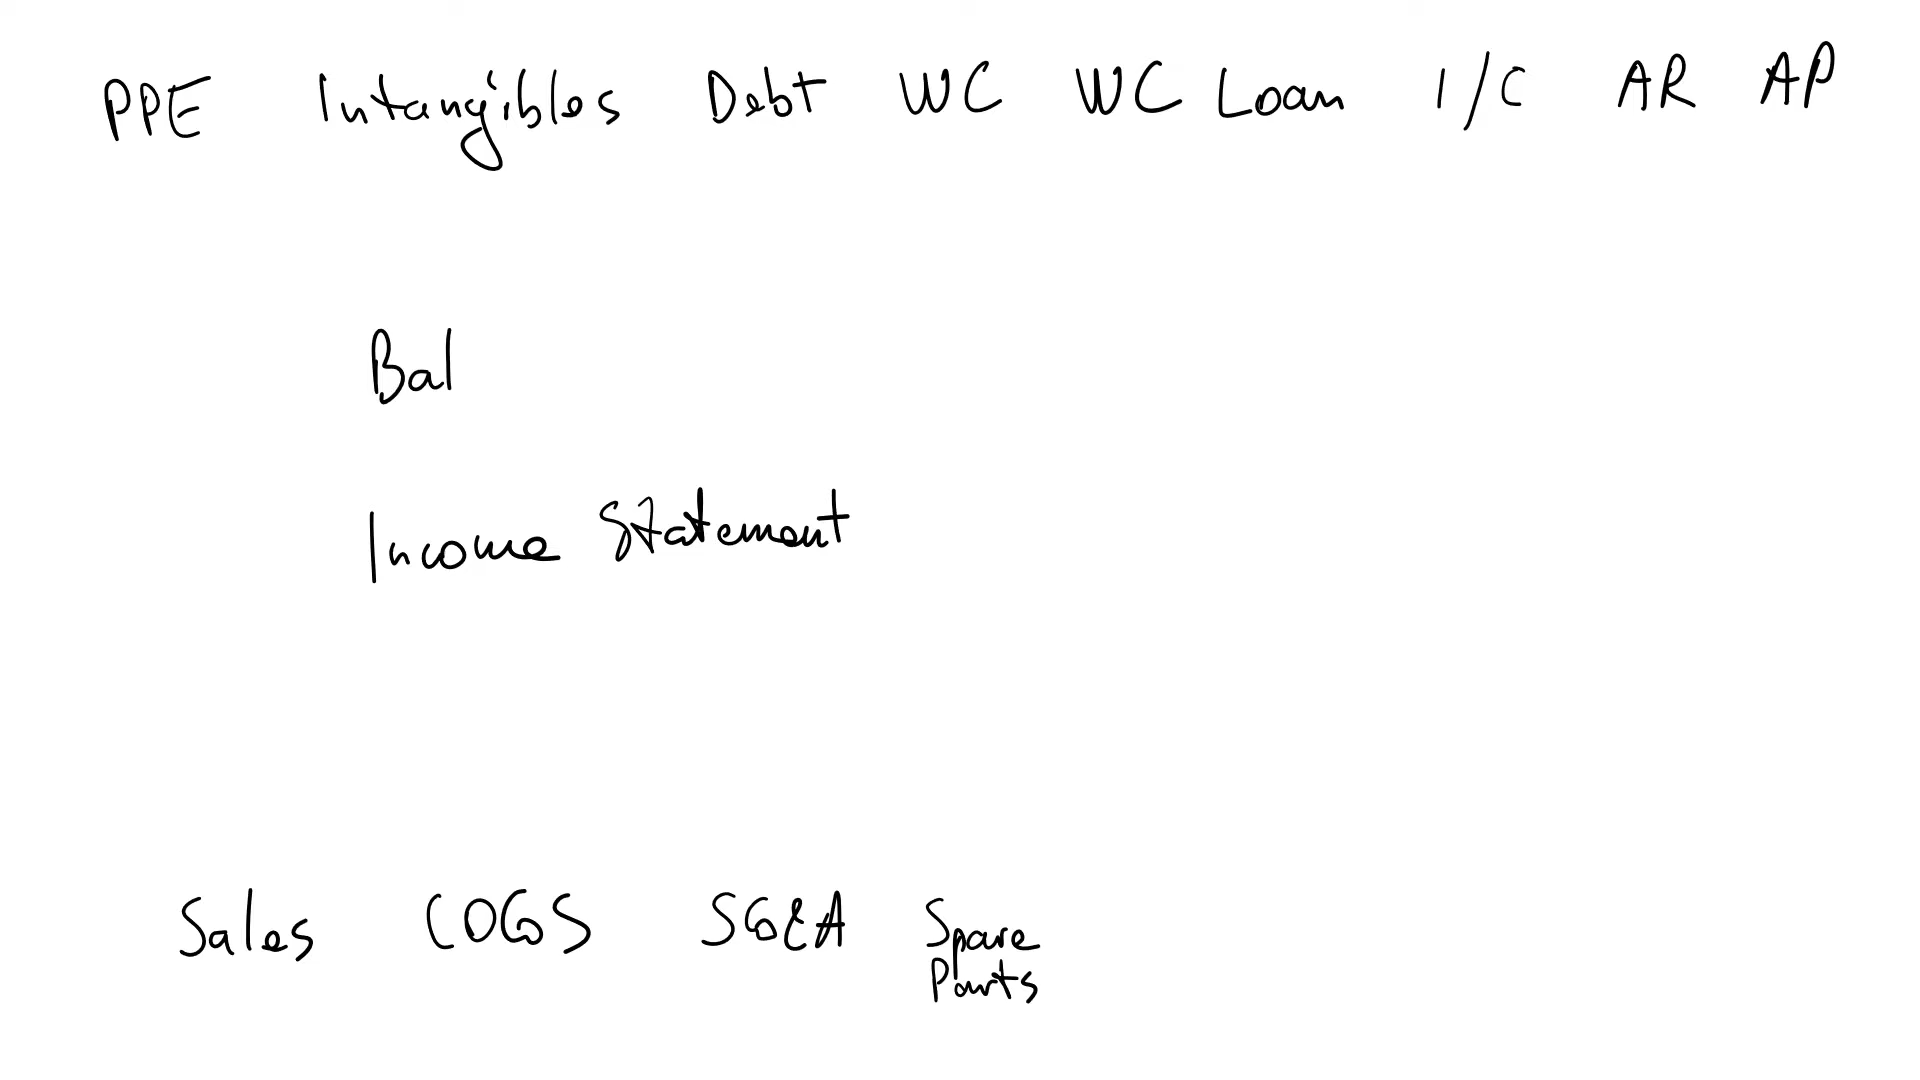 PPE Intangibles Debt WC WC Loan I/C AR AP
Bal
Income Statement
Sales COGS SG&A Spare
Parts